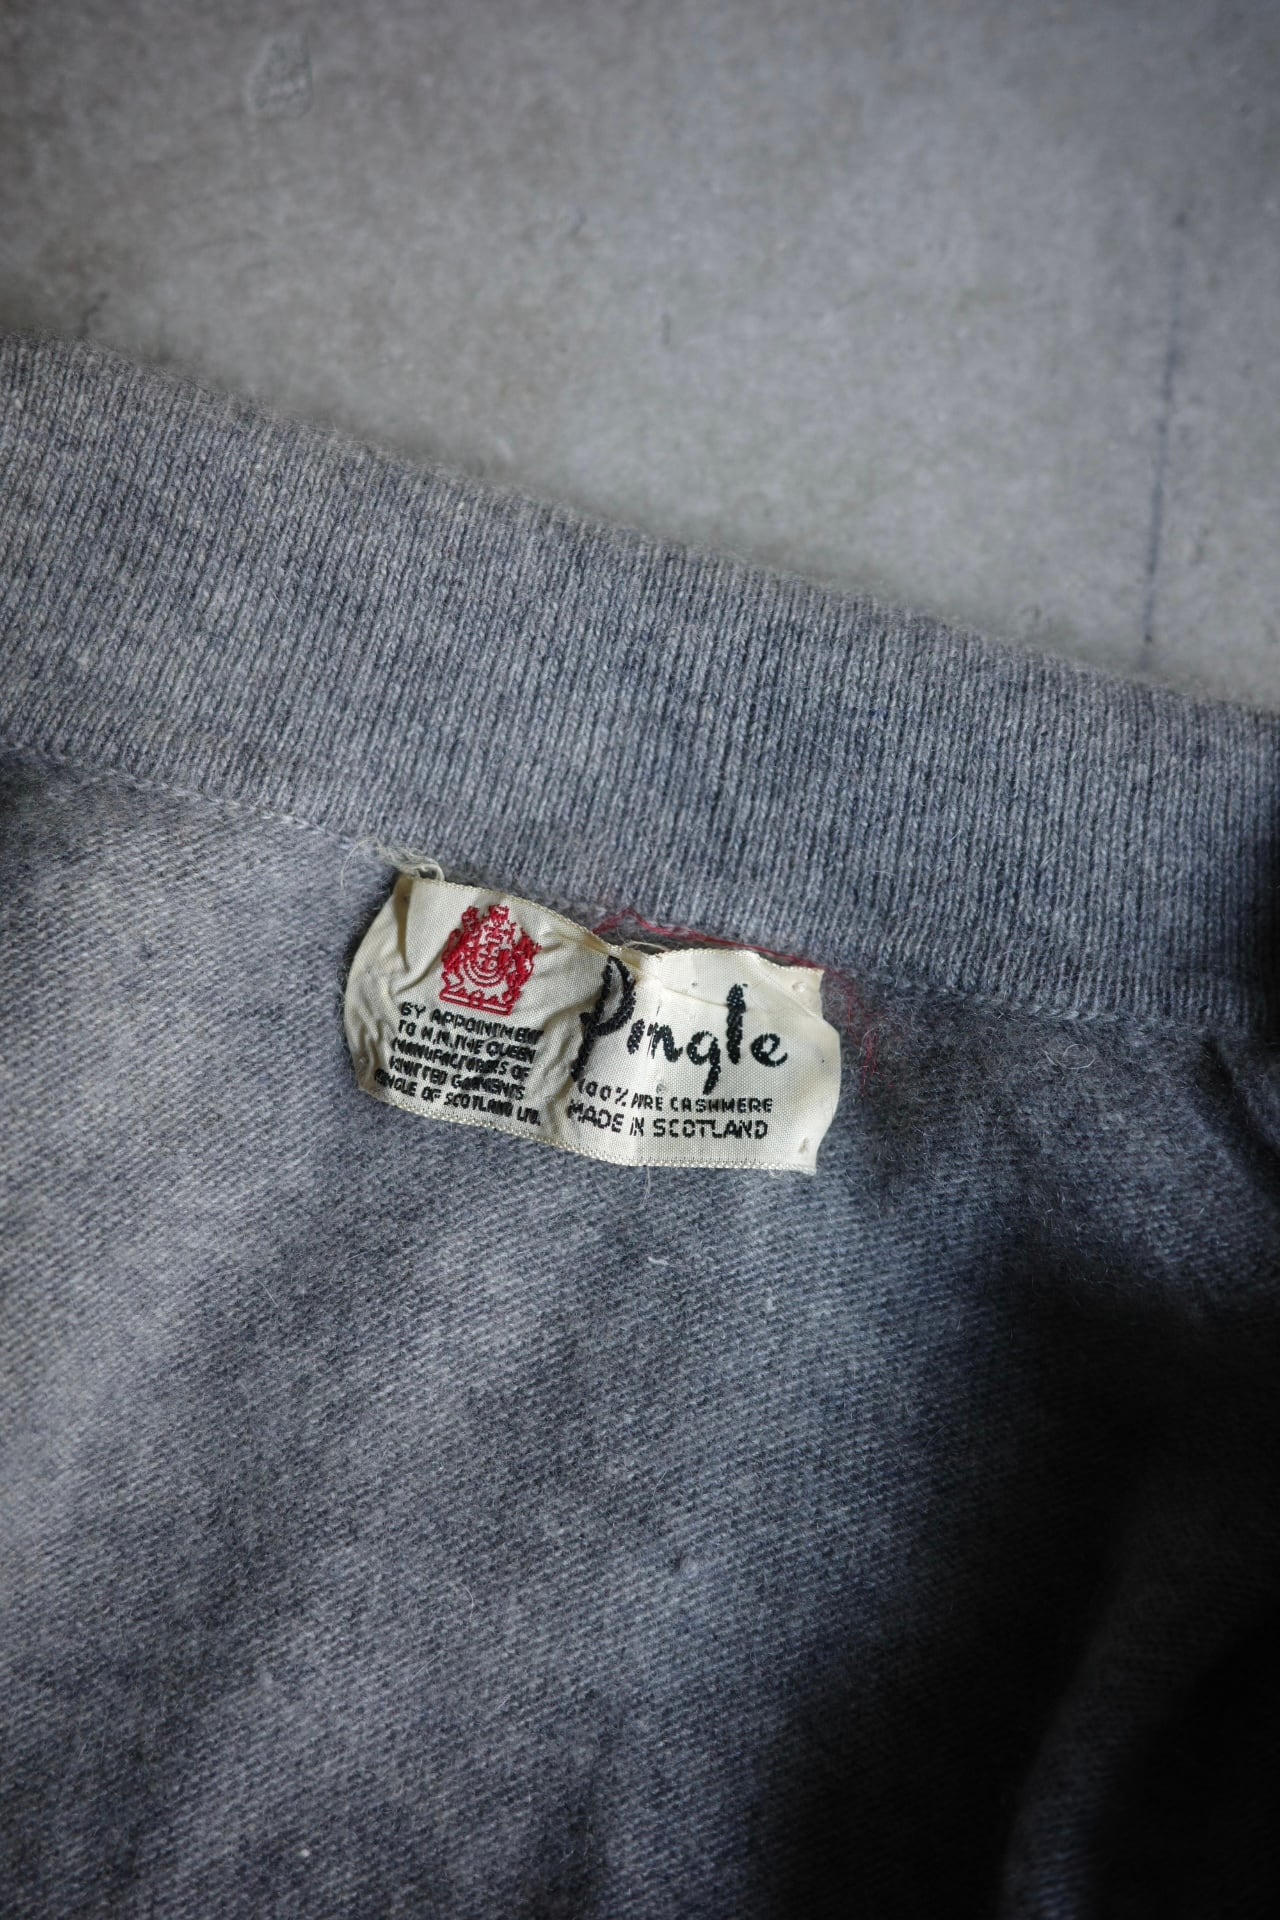 BY APPOINTMENT
TO H.M. THE QUEEN
MANUFACTURERS OF
KNITTED GARMENTS
PRINGLE OF SCOTLAND LTD.
Pringle
100% PURE CASHMERE
MADE IN SCOTLAND